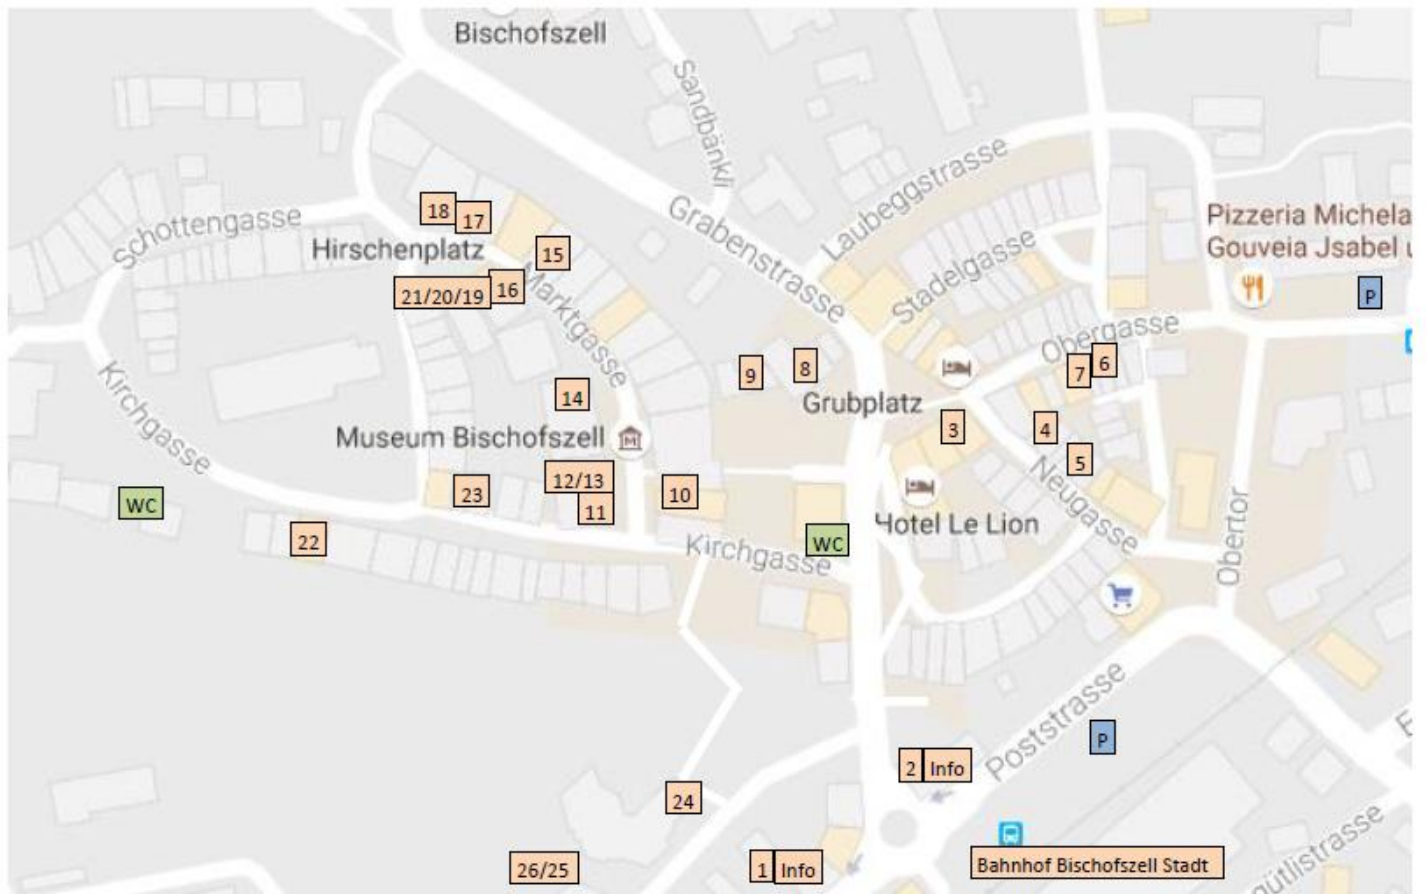 Bischofszell
Sandbänkli
Laubeggstrasse
Schottengasse
18
17
Hirschenplatz
15
21/20/19
16
Marktgasse
Grabenstrasse
Stadelgasse
Pizzeria Michela
Gouveia Jsabel u
P
Obergasse
6
7
8
9
Grubplatz
Kirchgasse
14
Museum Bischofszell
3
4
5
12/13
10
11
23
WC
22
Neugasse
Hotel Le Lion
WC
Kirchgasse
Obertor
Poststrasse
P
2 Info
24
26/25
1 Info
Bahnhof Bischofszell Stadt
gütlistrasse